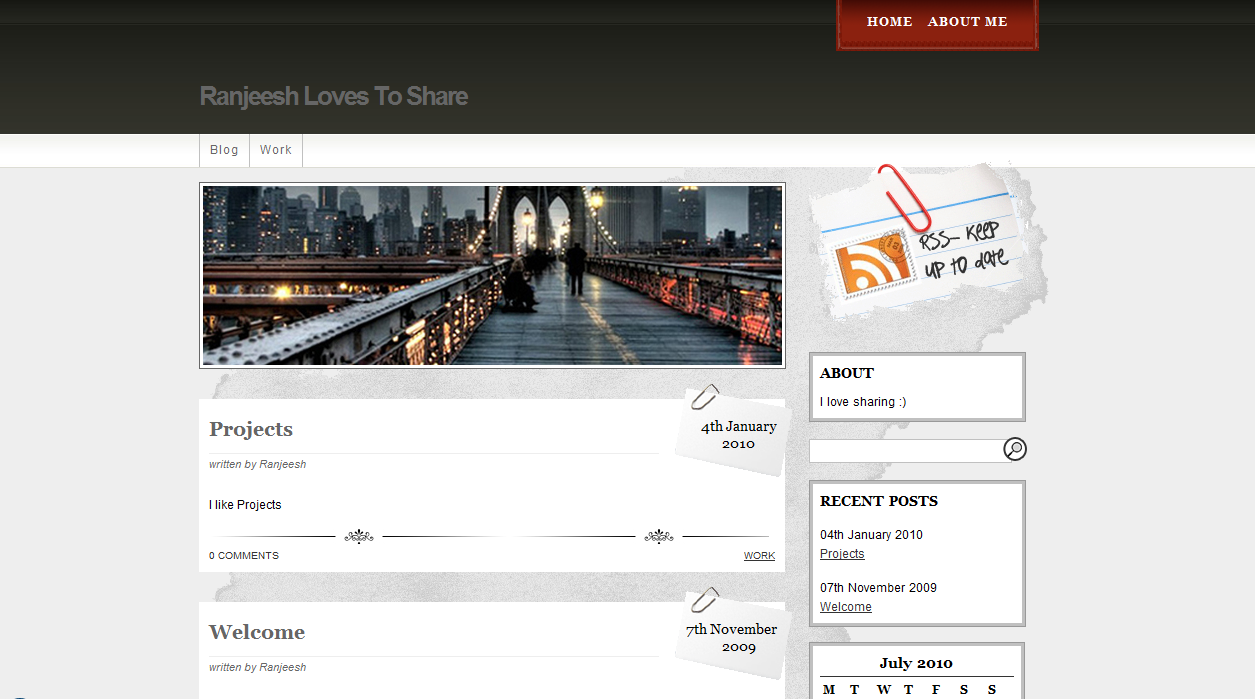 HOME ABOUT ME
Ranjeesh Loves To Share
Blog Work
RSS- Keep
up to date
Projects
4th January
2010
written by Ranjeesh
I like Projects
0 COMMENTS
WORK
Welcome
7th November
2009
written by Ranjeesh
ABOUT
I love sharing :)
RECENT POSTS
04th January 2010
Projects
07th November 2009
Welcome
July 2010
M T W T F S S